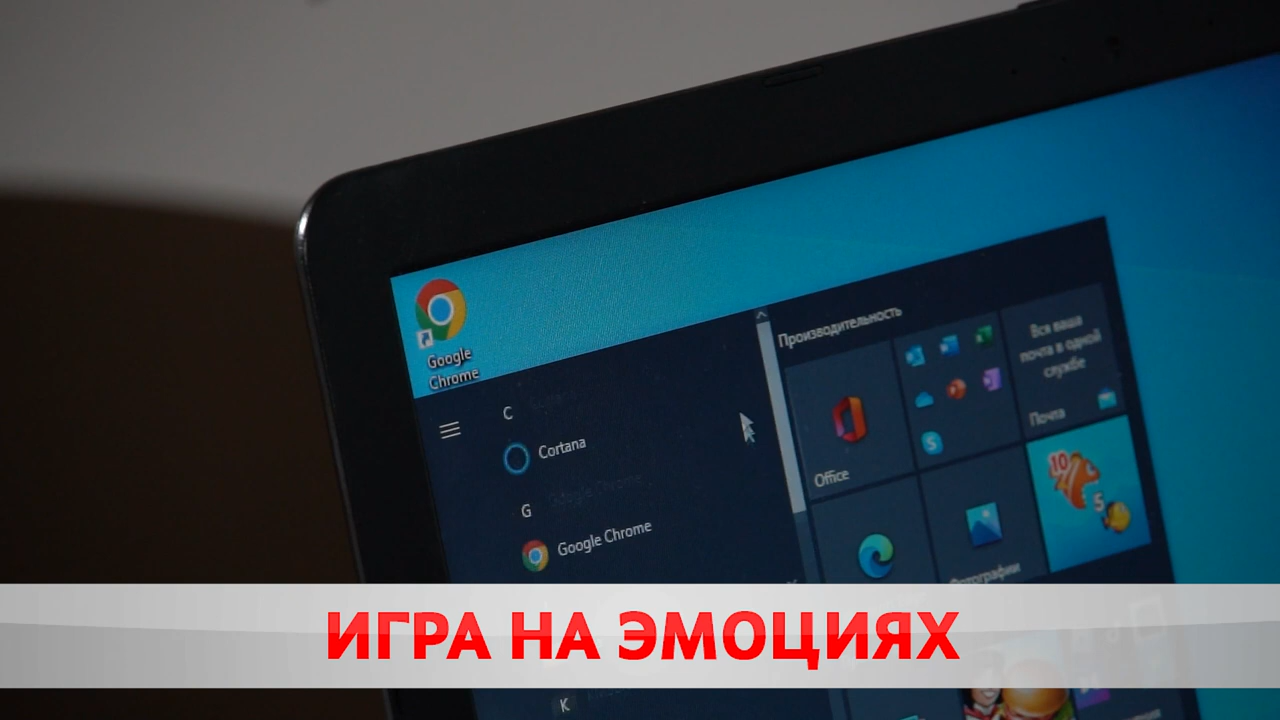 Google
Chrome
C
Cortana
G
Google Chrome
K
Производительность
Office
Вся ваша
почта в одной
службе
Почта
10
5
Фотографии
ИГРА НА ЭМОЦИЯХ